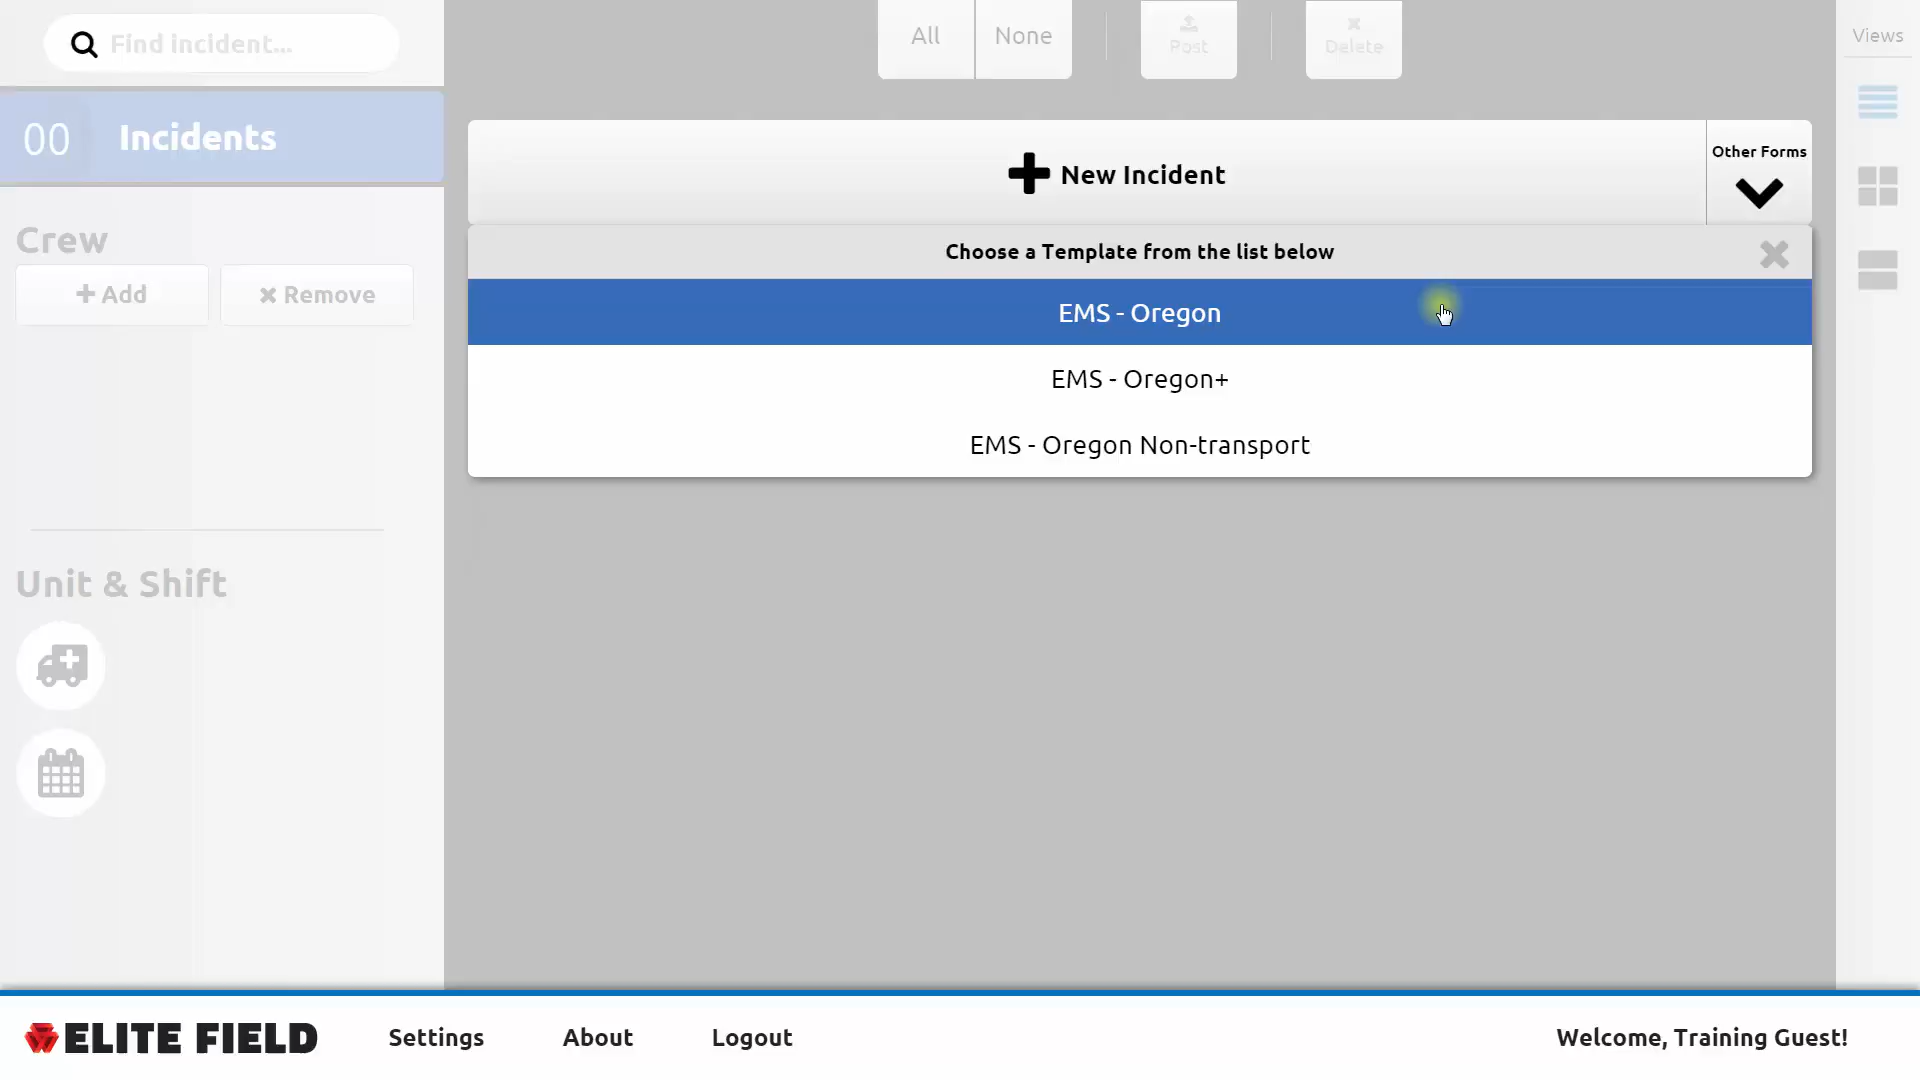 Find incident...
All
None
Post
Delete
Views
00 Incidents
New Incident
Other Forms
Choose a Template from the list below
EMS - Oregon
EMS - Oregon+
EMS - Oregon Non-transport
Crew
Add
Remove
Unit & Shift
ELITE FIELD
Settings
About
Logout
Welcome, Training Guest!